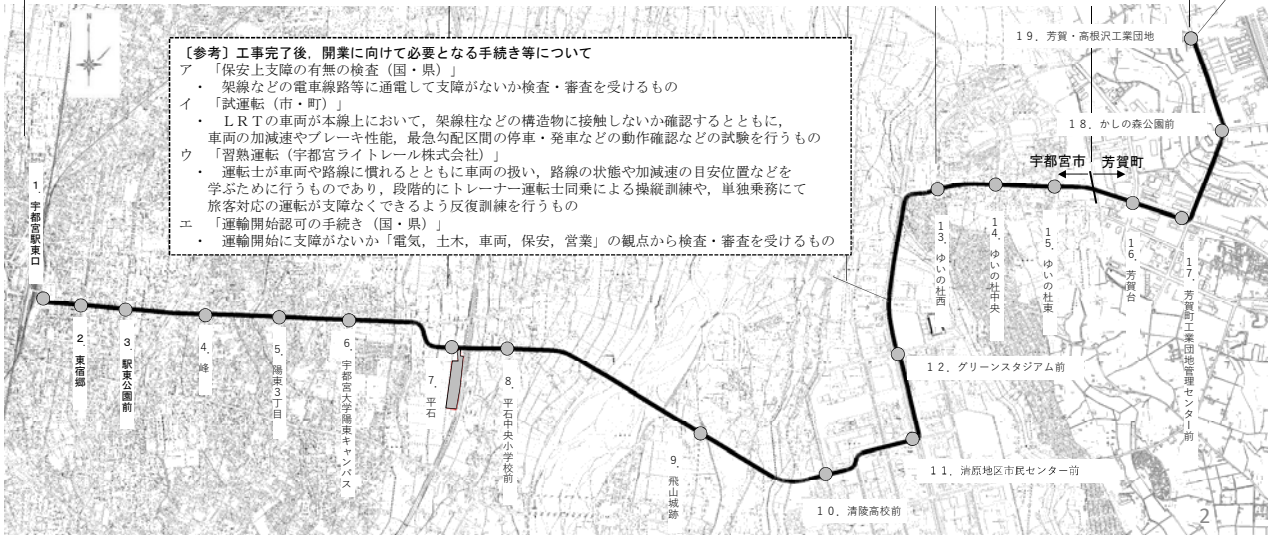 〔参考〕工事完了後，開業に向けて必要となる手続き等について
ア　「保安上支障の有無の検査（国・県）」
・　架線などの電車線路等に通電して支障がないか検査・審査を受けるもの
イ　「試運転（市・町）」
・　ＬＲＴの車両が本線上において，架線柱などの構造物に接触しないか確認するとともに，
車両の加減速やブレーキ性能，最急勾配区間の停車・発車などの動作確認などの試験を行うもの
ウ　「習熟運転（宇都宮ライトレール株式会社）」
・　運転士が車両や路線に慣れるとともに車両の扱い，路線の状態や加減速の目安位置などを
学ぶために行うものであり，段階的にトレーナー運転士同乗による操縦訓練や，単独乗務にて
旅客対応の運転が支障なくできるよう反復訓練を行うもの
エ　「運輸開始認可の手続き（国・県）」
・　運輸開始に支障がないか「電気，土木，車両，保安，営業」の観点から検査・審査を受けるもの
１．宇都宮駅東口
２．東宿郷
３．駅東公園前
４．峰
５．陽東３丁目
６．宇都宮大学陽東キャンパス
７．平石
８．平石中央小学校前
９．飛山城跡
１０．清陵高校前
１１．清原地区市民センター前
１２．グリーンスタジアム前
１３．ゆいの杜西
１４．ゆいの杜中央
１５．ゆいの杜東
宇都宮市
芳賀町
１６．芳賀台
１７．芳賀町工業団地管理センター前
１８．かしの森公園前
１９．芳賀・高根沢工業団地
2